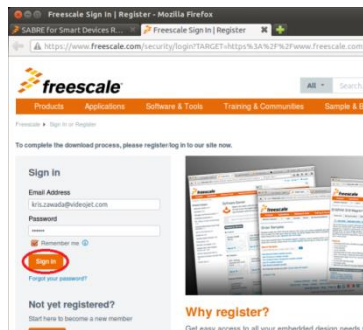 Freescale Sign In | Register - Mozilla Firefox
SABRE for Smart Devices R... Freescale Sign In | Register
https://www.freescale.com/security/login?TARGET=https%3A%2F%2Fwww.freescale.com
freescale
All Search
Products Applications Software & Tools Training & Communities Sample & B
Freescale Sign In or Register
To complete the download process, please register/log in to our site now.
Sign in
Email Address
kris.zawada@videojet.com
Password
•••••••
Remember me
Sign in
Forgot your password?
Not yet registered?
Start here to become a new member
Why register?
Get easy access to all your embedded design needs